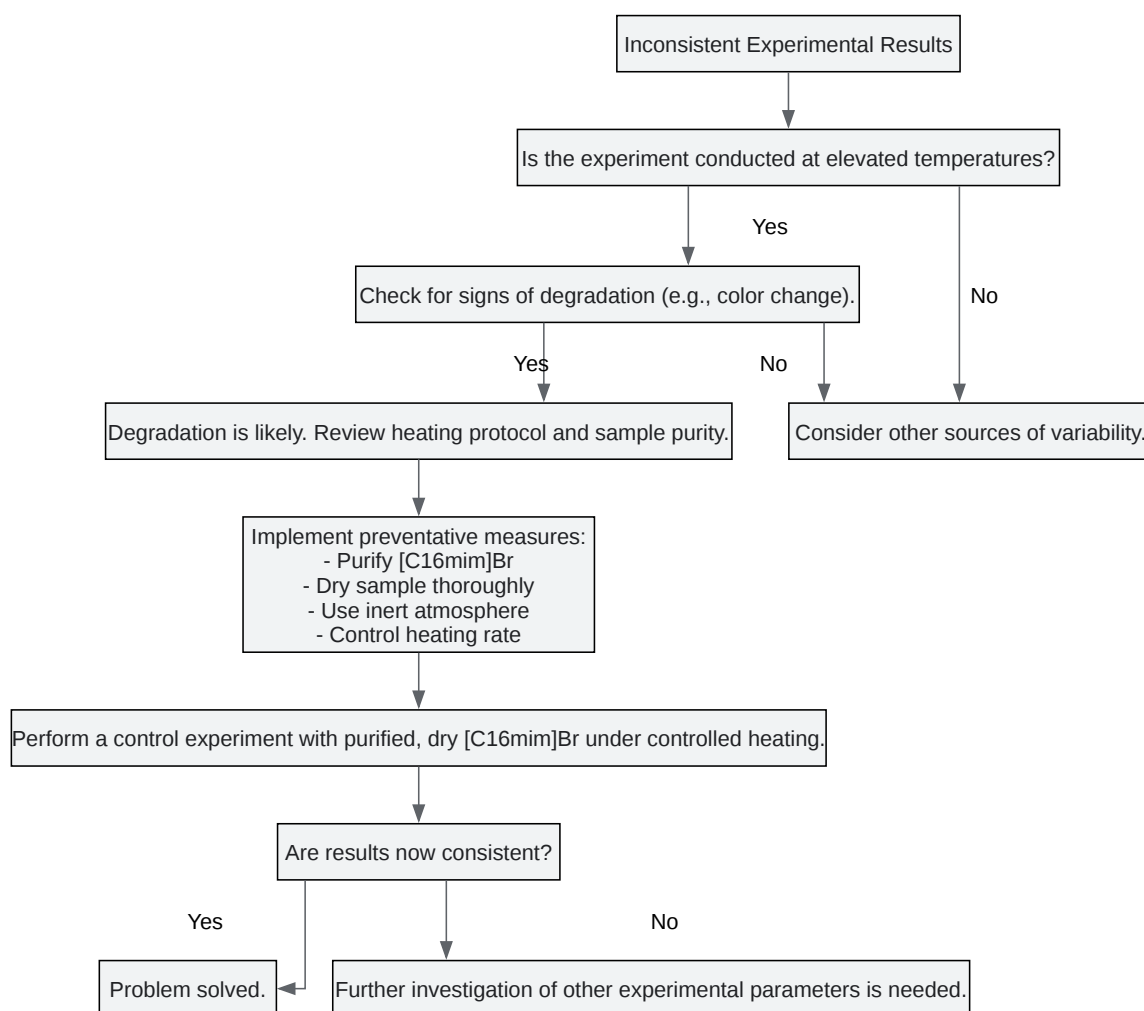 Inconsistent Experimental Results
Is the experiment conducted at elevated temperatures?
Yes
Check for signs of degradation (e.g., color change).
No
Yes
No
Degradation is likely. Review heating protocol and sample purity.
Consider other sources of variability.
Implement preventative measures:
- Purify [C16mim]Br
- Dry sample thoroughly
- Use inert atmosphere
- Control heating rate
Perform a control experiment with purified, dry [C16mim]Br under controlled heating.
Are results now consistent?
Yes
No
Problem solved.
Further investigation of other experimental parameters is needed.